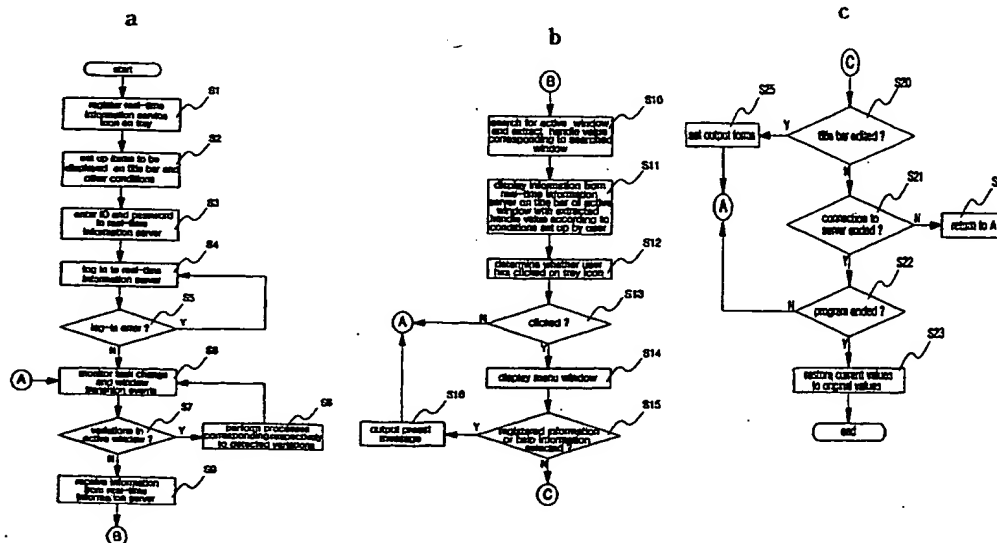 a
start
S1
register real-time
information service
icon on tray
S2
set up items to be
displayed on title bar and
other conditions
S3
enter ID and password
to real-time
information server
S4
log in to real-time
information server
S5
log-in error ?
Y
N
A
monitor task change
and window
transition events
S7
variations in
active window ?
Y
N
perform processes
corresponding respectively
to detected variations
S9
receive information
from real-time
information server
B
b
B
S10
search for active window
and extract handle value
corresponding to searched
window
S11
display information from
real-time information
server on title bar of active
window with extracted
handle value according to
conditions set up by user
S12
determine whether user
has clicked on tray icon
S13
clicked ?
N
Y
A
S14
display menu window
S15
registered information
or help information
selected ?
Y
N
S16
output preset
message
C
c
C
S20
title bar edited ?
Y
N
S25
set output forms
A
S21
connection to
server ended ?
N
Y
S
return to A
S22
program ended ?
N
Y
S23
restore current values
to original values
end